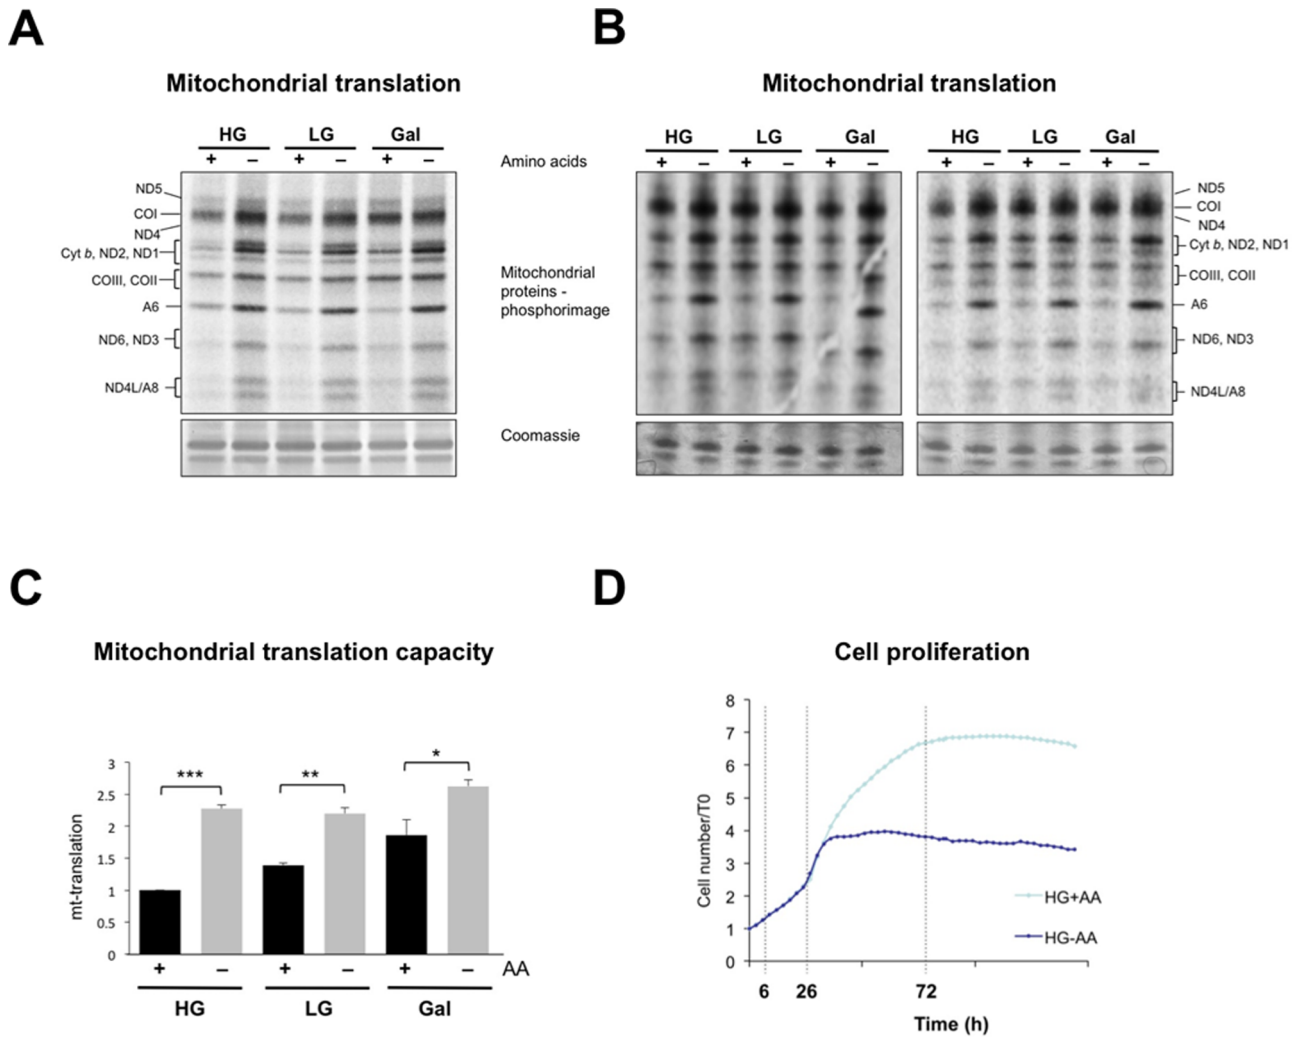 A
Mitochondrial translation
HG LG Gal
+ – + – + –
Amino acids
ND5
COI
ND4
Cyt b, ND2, ND1
COIII, COII
A6
ND6, ND3
ND4L/A8
Mitochondrial
proteins -
phosphorimage
Coomassie
B
Mitochondrial translation
HG LG Gal HG LG Gal
+ – + – + – + – + – + –
ND5
COI
ND4
Cyt b, ND2, ND1
COIII, COII
A6
ND6, ND3
ND4L/A8
C
Mitochondrial translation capacity
mt-translation
3
2.5
2
1.5
1
0.5
0
*** ** *
+ – + – + – AA
HG LG Gal
D
Cell proliferation
Cell number/T0
8
7
6
5
4
3
2
1
0
HG+AA
HG-AA
6 26 72
Time (h)